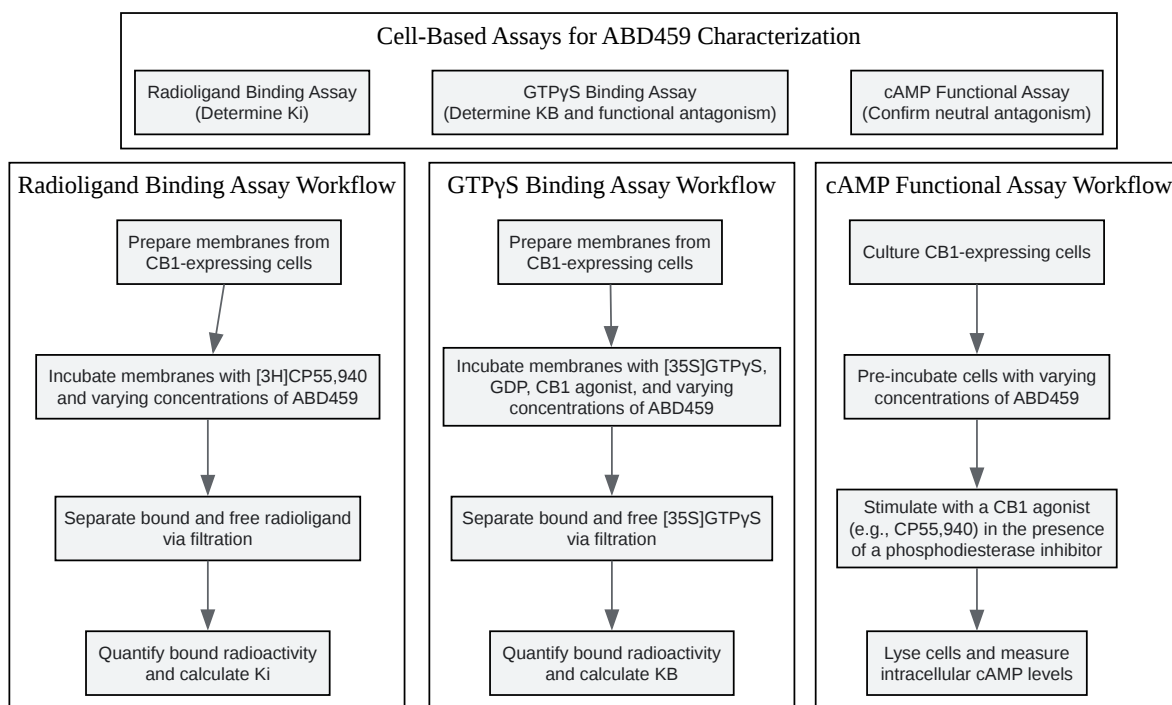 Cell-Based Assays for ABD459 Characterization
Radioligand Binding Assay
(Determine Ki)
GTPγS Binding Assay
(Determine KB and functional antagonism)
cAMP Functional Assay
(Confirm neutral antagonism)
Radioligand Binding Assay Workflow
Prepare membranes from
CB1-expressing cells
Incubate membranes with [3H]CP55,940
and varying concentrations of ABD459
Separate bound and free radioligand
via filtration
Quantify bound radioactivity
and calculate Ki
GTPγS Binding Assay Workflow
Prepare membranes from
CB1-expressing cells
Incubate membranes with [35S]GTPγS,
GDP, CB1 agonist, and varying
concentrations of ABD459
Separate bound and free [35S]GTPγS
via filtration
Quantify bound radioactivity
and calculate KB
cAMP Functional Assay Workflow
Culture CB1-expressing cells
Pre-incubate cells with varying
concentrations of ABD459
Stimulate with a CB1 agonist
(e.g., CP55,940) in the presence
of a phosphodiesterase inhibitor
Lyse cells and measure
intracellular cAMP levels